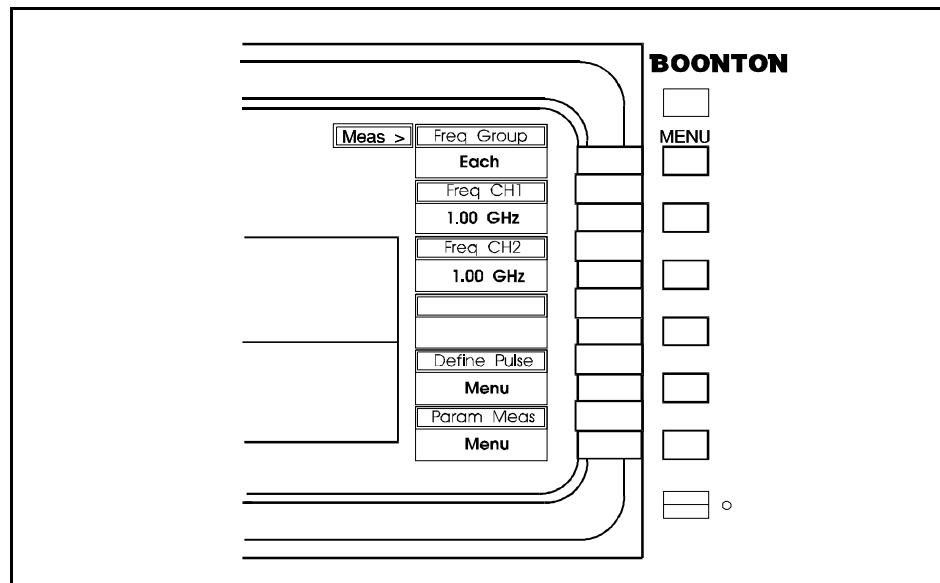 BOONTON
MENU
Meas >
Freq Group
Each
Freq CH1
1.00 GHz
Freq CH2
1.00 GHz
Define Pulse
Menu
Param Meas
Menu